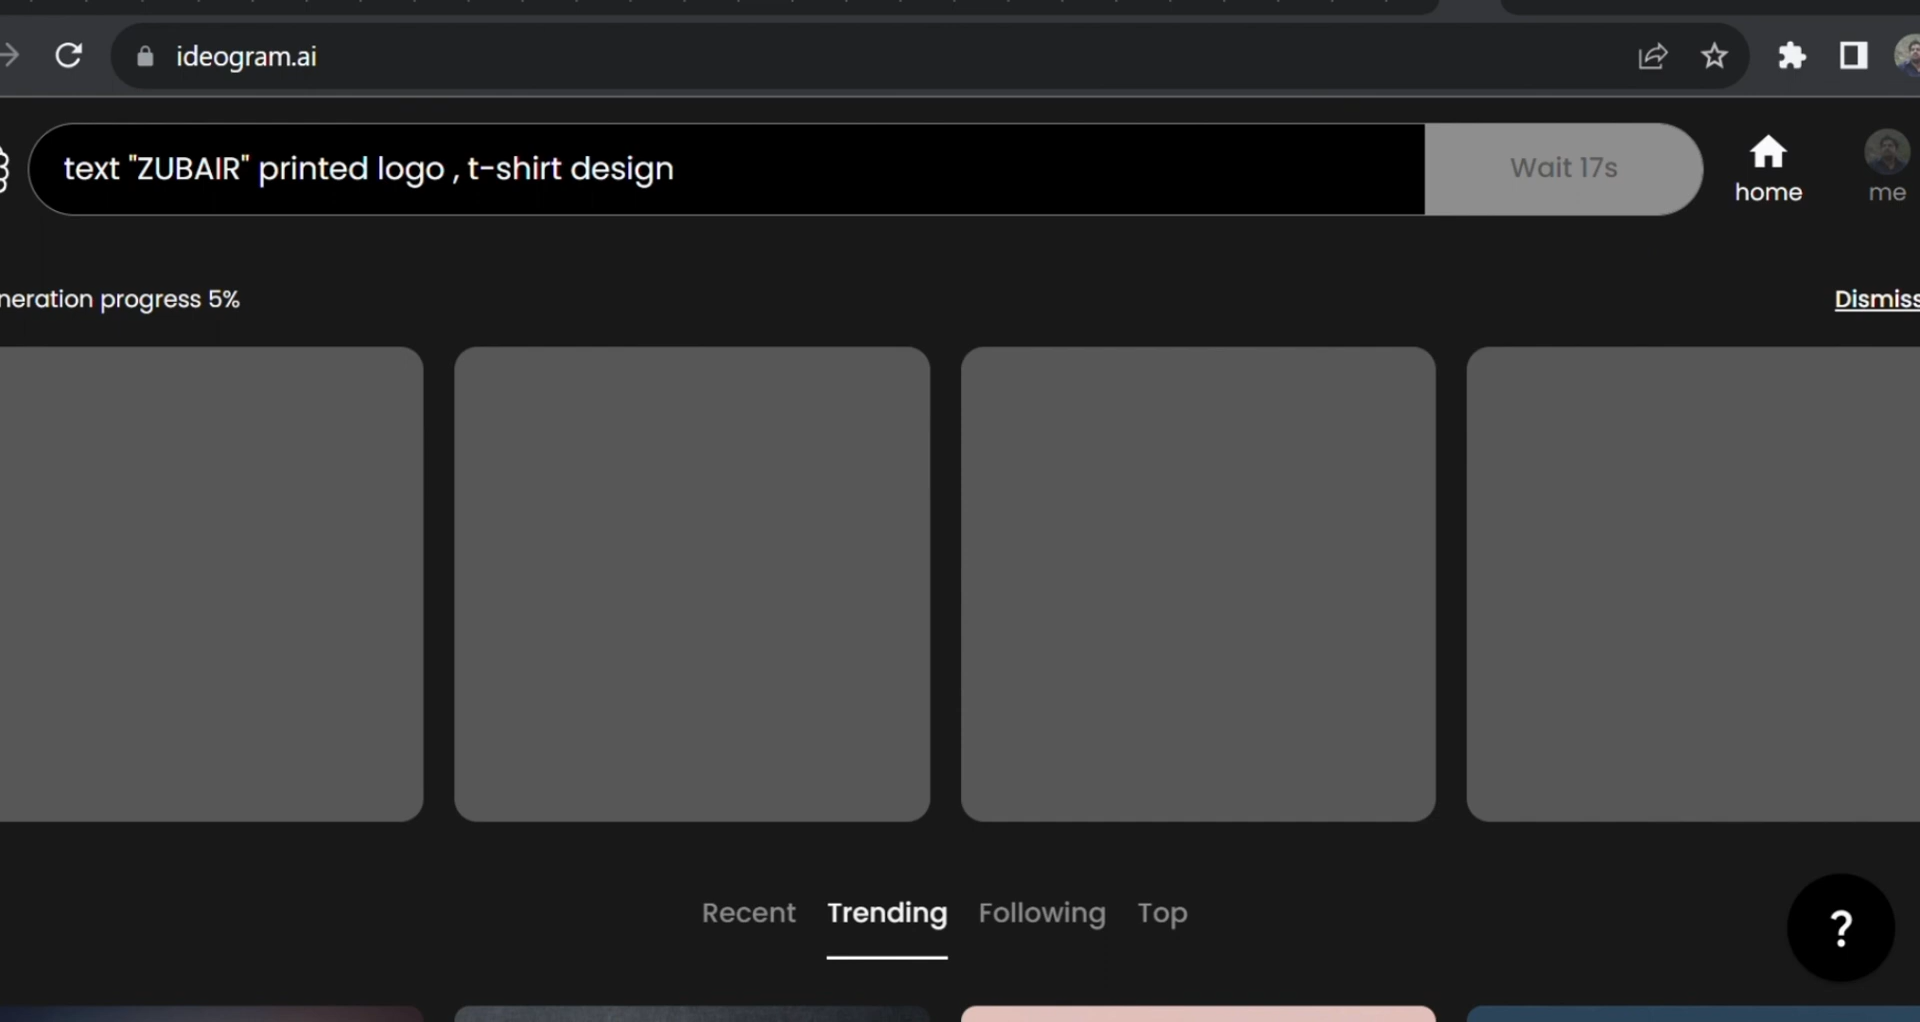 ideogram.ai
text "ZUBAIR" printed logo , t-shirt design
Wait 17s
home
me
neration progress 5%
Dismiss
Recent
Trending
Following
Top
?